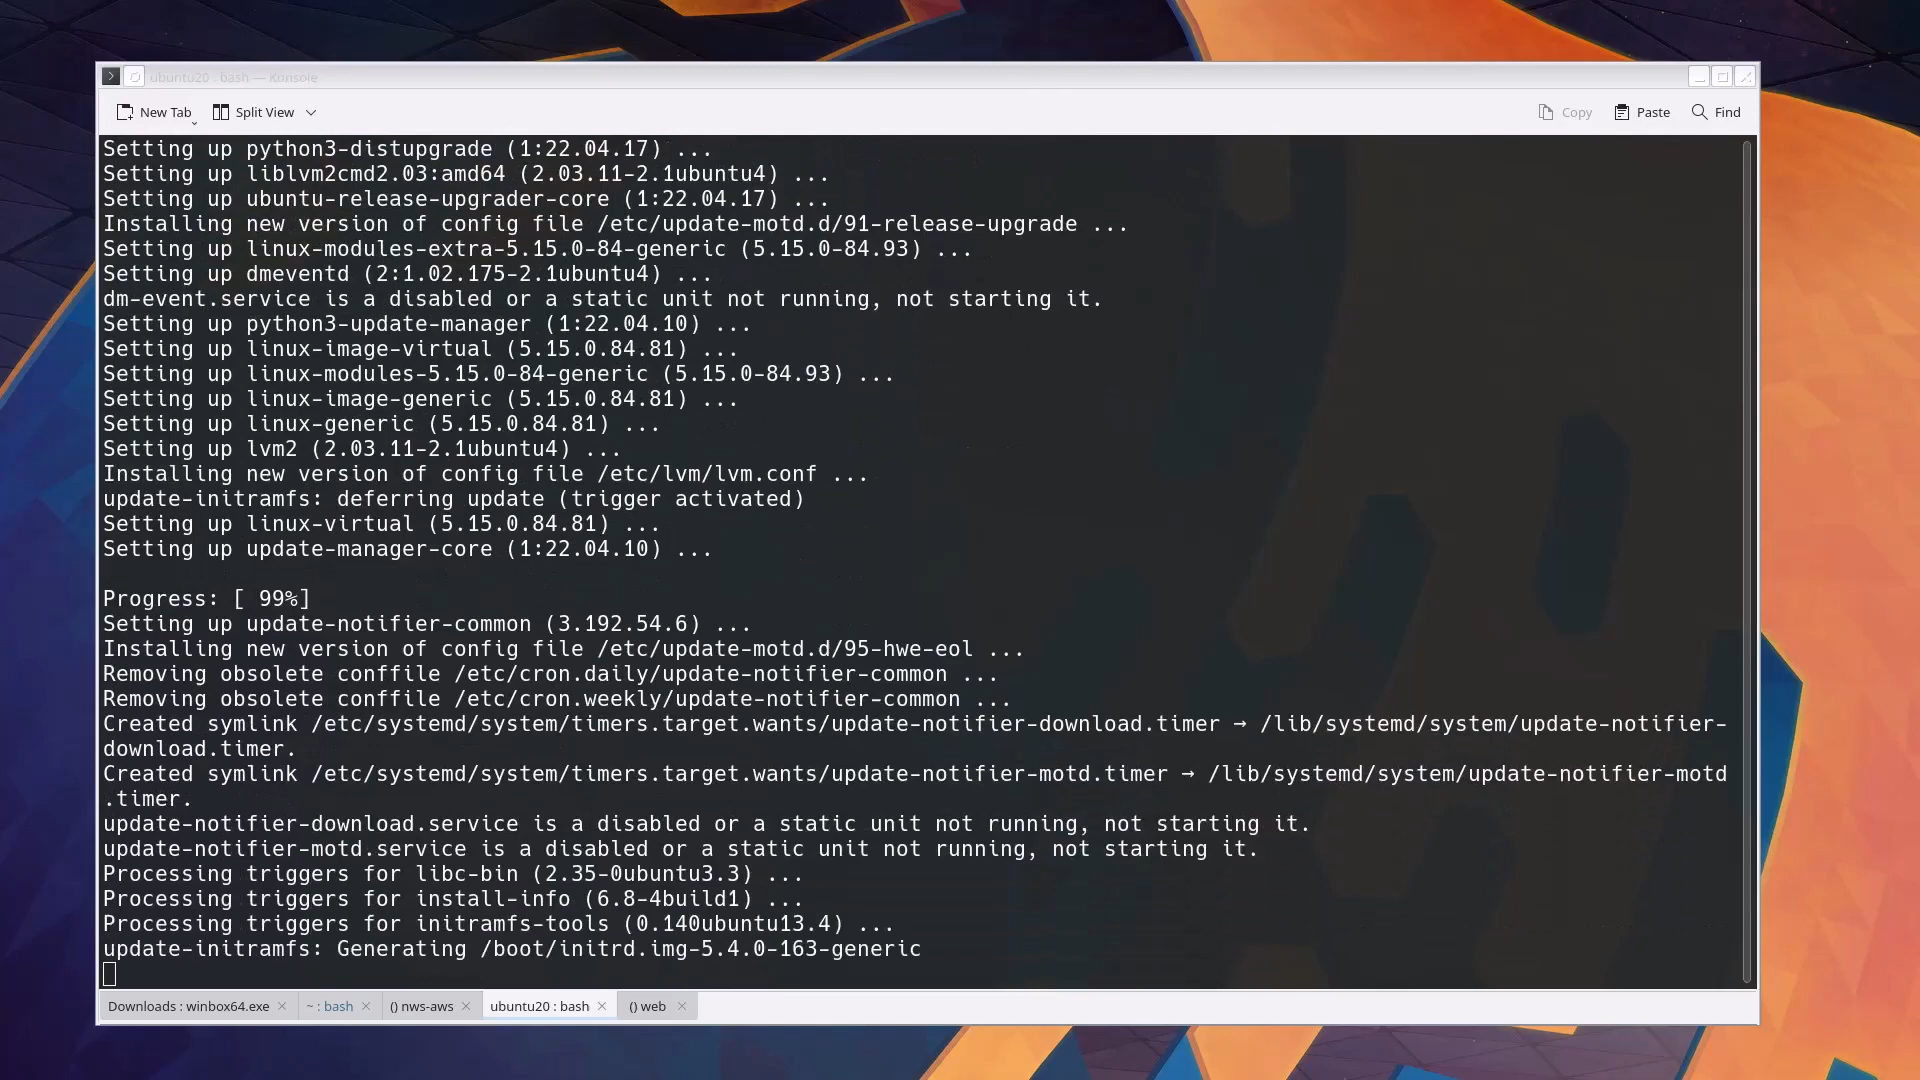 ubuntu20 : bash — Konsole
New Tab Split View Copy Paste Find
Setting up python3-distupgrade (1:22.04.17) ...
Setting up liblvm2cmd2.03:amd64 (2.03.11-2.1ubuntu4) ...
Setting up ubuntu-release-upgrader-core (1:22.04.17) ...
Installing new version of config file /etc/update-motd.d/91-release-upgrade ...
Setting up linux-modules-extra-5.15.0-84-generic (5.15.0-84.93) ...
Setting up dmeventd (2:1.02.175-2.1ubuntu4) ...
dm-event.service is a disabled or a static unit not running, not starting it.
Setting up python3-update-manager (1:22.04.10) ...
Setting up linux-image-virtual (5.15.0.84.81) ...
Setting up linux-modules-5.15.0-84-generic (5.15.0-84.93) ...
Setting up linux-image-generic (5.15.0.84.81) ...
Setting up linux-generic (5.15.0.84.81) ...
Setting up lvm2 (2.03.11-2.1ubuntu4) ...
Installing new version of config file /etc/lvm/lvm.conf ...
update-initramfs: deferring update (trigger activated)
Setting up linux-virtual (5.15.0.84.81) ...
Setting up update-manager-core (1:22.04.10) ...
Progress: [ 99%]
Setting up update-notifier-common (3.192.54.6) ...
Installing new version of config file /etc/update-motd.d/95-hwe-eol ...
Removing obsolete conffile /etc/cron.daily/update-notifier-common ...
Removing obsolete conffile /etc/cron.weekly/update-notifier-common ...
Created symlink /etc/systemd/system/timers.target.wants/update-notifier-download.timer → /lib/systemd/system/update-notifier-
download.timer.
Created symlink /etc/systemd/system/timers.target.wants/update-notifier-motd.timer → /lib/systemd/system/update-notifier-motd
.timer.
update-notifier-download.service is a disabled or a static unit not running, not starting it.
update-notifier-motd.service is a disabled or a static unit not running, not starting it.
Processing triggers for libc-bin (2.35-0ubuntu3.3) ...
Processing triggers for install-info (6.8-4build1) ...
Processing triggers for initramfs-tools (0.140ubuntu13.4) ...
update-initramfs: Generating /boot/initrd.img-5.4.0-163-generic
Downloads : winbox64.exe ~ : bash () nws-aws ubuntu20 : bash () web